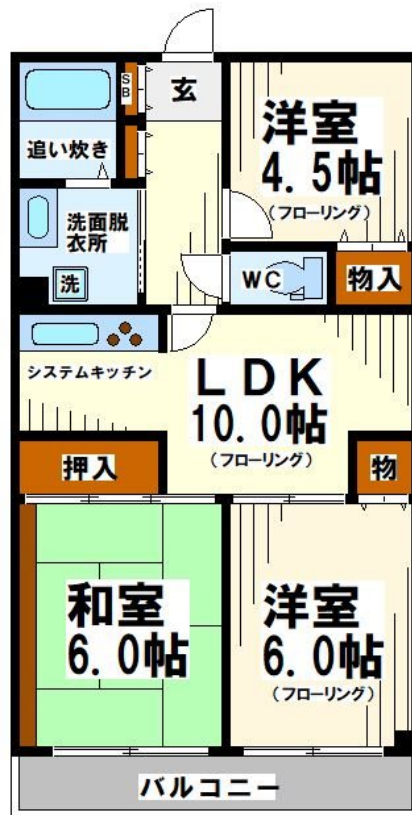 SB
玄
洋室
4.5帖
(フローリング)
追い炊き
洗面脱
衣所
洗
WC
物入
システムキッチン
LDK
10.0帖
(フローリング)
押入
物
和室
6.0帖
洋室
6.0帖
(フローリング)
バルコニー